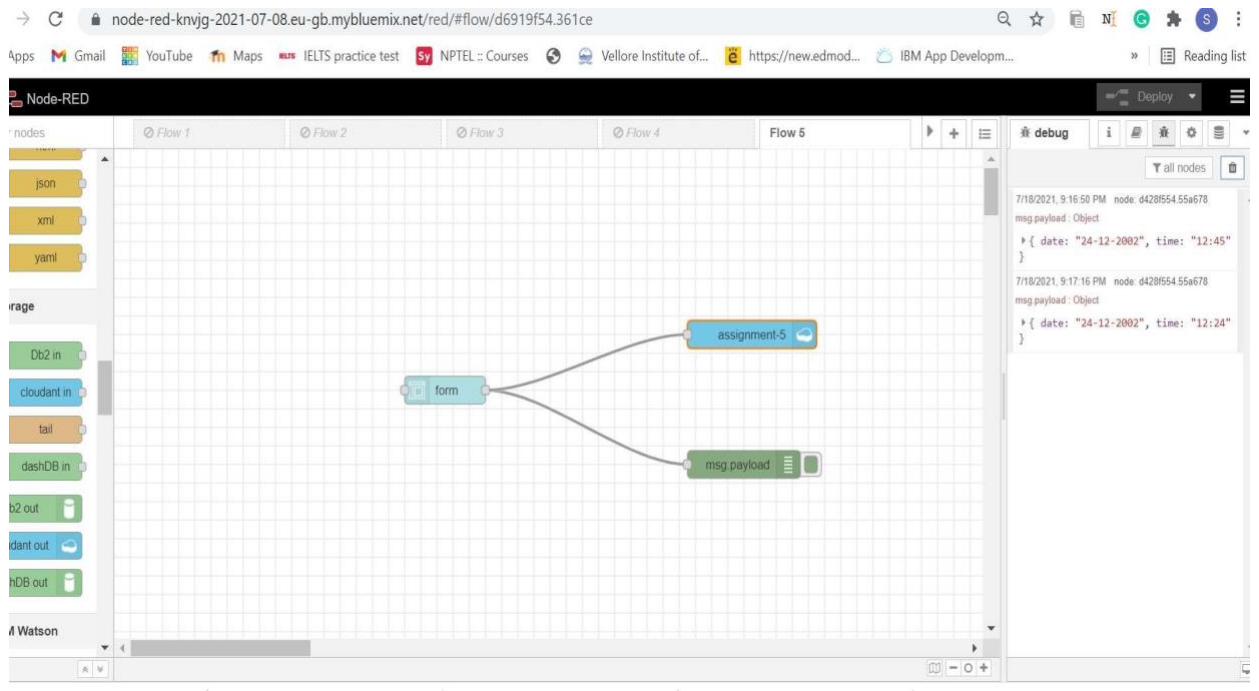 node-red-knvjg-2021-07-08.eu-gb.mybluemix.net/red/#flow/d6919f54.361ce
Apps Gmail YouTube Maps IELTS IELTS practice test Sy NPTEL :: Courses Vellore Institute of... ë https://new.edmod... IBM App Developm... » Reading list
Node-RED
Deploy
r nodes
Flow 1 Flow 2 Flow 3 Flow 4 Flow 5
debug
all nodes
json
xml
yaml
orage
Db2 in
cloudant in
tail
dashDB in
b2 out
udant out
hDB out
M Watson
form
assignment-5
msg.payload
7/18/2021, 9:16:50 PM node: d428f554.55a678
msg.payload : Object
{ date: "24-12-2002", time: "12:45"
}
7/18/2021, 9:17:16 PM node: d428f554.55a678
msg.payload : Object
{ date: "24-12-2002", time: "12:24"
}